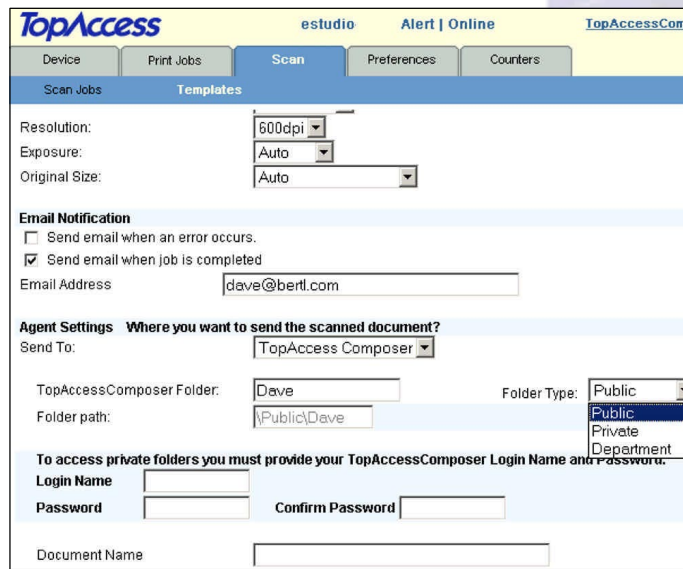 TopAccess estudio Alert | Online TopAccessCom
Device Print Jobs Scan Preferences Counters
Scan Jobs Templates
Resolution: 600dpi
Exposure: Auto
Original Size: Auto
Email Notification
Send email when an error occurs.
Send email when job is completed
Email Address dave@bertl.com
Agent Settings Where you want to send the scanned document?
Send To: TopAccess Composer
TopAccessComposer Folder: Dave Folder Type: Public
Folder path: \Public\Dave Public
Private
Department
To access private folders you must provide your TopAccessComposer Login Name and Password.
Login Name
Password Confirm Password
Document Name